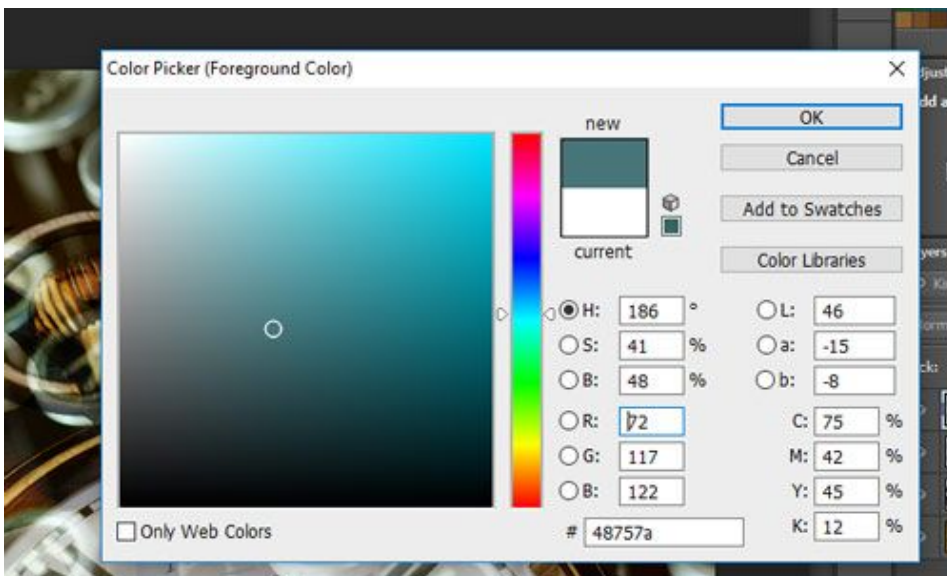 Color Picker (Foreground Color)
new
current
OK
Cancel
Add to Swatches
Color Libraries
H: 186 °
S: 41 %
B: 48 %
R: 72
G: 117
B: 122
# 48757a
L: 46
a: -15
b: -8
C: 75 %
M: 42 %
Y: 45 %
K: 12 %
Only Web Colors